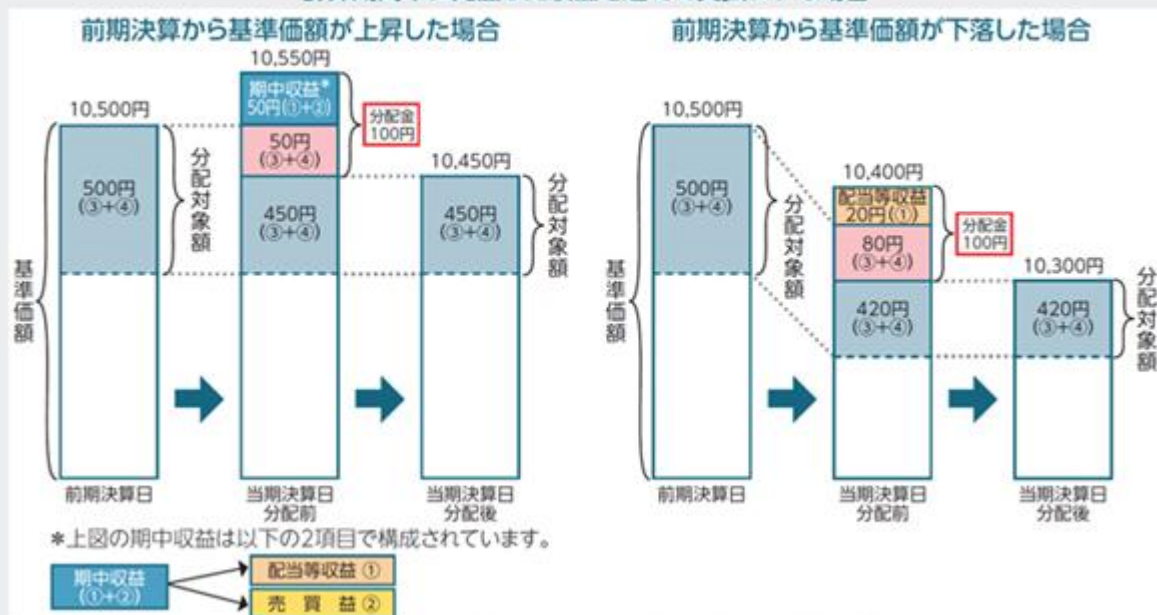 前期決算から基準価額が上昇した場合
10,500円
10,550円
期中収益*
50円(①+②)
分配金
100円
50円
(③+④)
10,450円
500円
(③+④)
分配対象額
450円
(③+④)
450円
(③+④)
分配対象額
基準価額
前期決算日
当期決算日
分配前
当期決算日
分配後
*上図の期中収益は以下の2項目で構成されています。
期中収益
(①+②)
配当等収益 ①
売 買 益 ②
前期決算から基準価額が下落した場合
10,500円
10,400円
配当等収益
20円(①)
分配金
100円
500円
(③+④)
分配対象額
80円
(③+④)
10,300円
420円
(③+④)
420円
(③+④)
分配対象額
基準価額
前期決算日
当期決算日
分配前
当期決算日
分配後